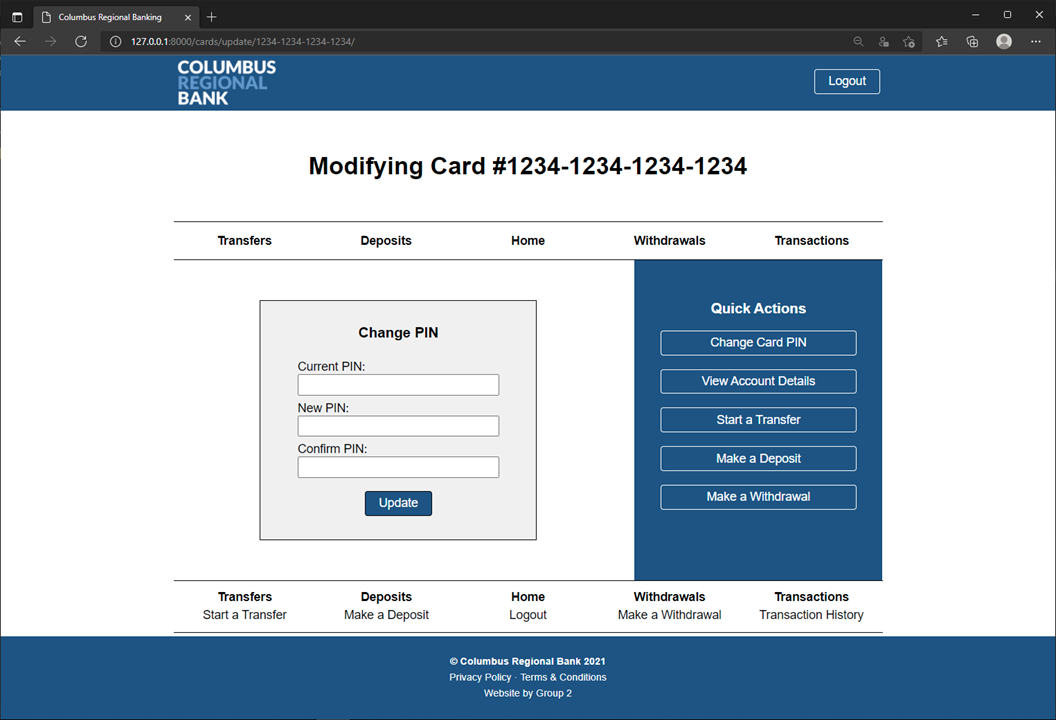 Columbus Regional Banking
127.0.0.1:8000/cards/update/1234-1234-1234-1234/
COLUMBUS
REGIONAL
BANK
Logout
Modifying Card #1234-1234-1234-1234
Transfers Deposits Home Withdrawals Transactions
Change PIN
Current PIN:
New PIN:
Confirm PIN:
Update
Quick Actions
Change Card PIN
View Account Details
Start a Transfer
Make a Deposit
Make a Withdrawal
Transfers Deposits Home Withdrawals Transactions
Start a Transfer Make a Deposit Logout Make a Withdrawal Transaction History
© Columbus Regional Bank 2021
Privacy Policy · Terms & Conditions
Website by Group 2